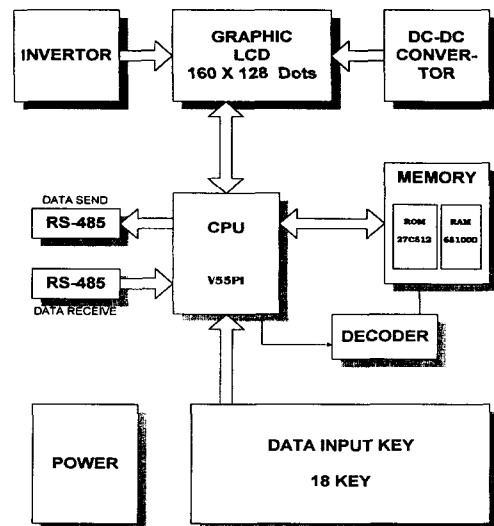 INVERTOR
GRAPHIC
LCD
160 X 128 Dots
DC-DC
CONVER-
TOR
DATA SEND
RS-485
RS-485
DATA RECEIVE
CPU
V55PI
MEMORY
ROM
27C512
RAM
681000
DECODER
POWER
DATA INPUT KEY
18 KEY